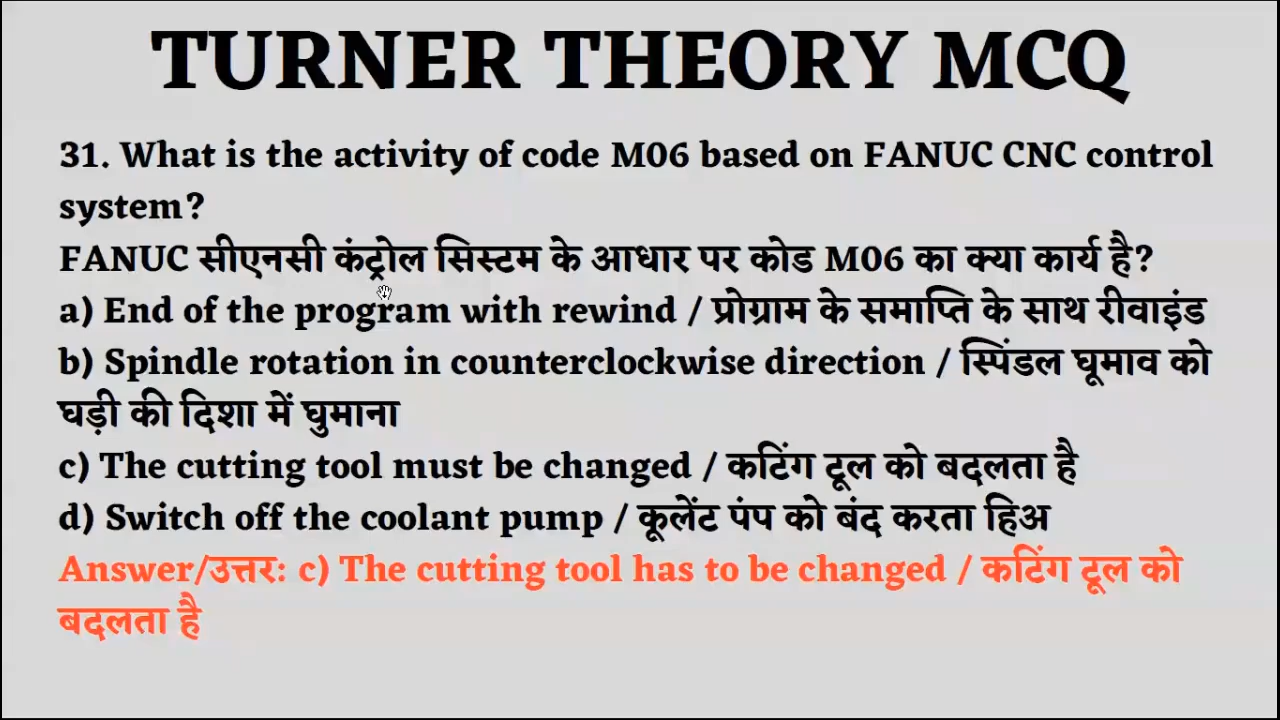 TURNER THEORY MCQ
31. What is the activity of code M06 based on FANUC CNC control
system?
FANUC सीएनसी कंट्रोल सिस्टम के आधार पर कोड M06 का क्या कार्य है?
a) End of the program with rewind / प्रोग्राम के समाप्ति के साथ रीवाइंड
b) Spindle rotation in counterclockwise direction / स्पिंडल घूमाव को
घड़ी की दिशा में घुमाना
c) The cutting tool must be changed / कटिंग टूल को बदलता है
d) Switch off the coolant pump / कूलेंट पंप को बंद करता हिअ
Answer/उत्तर: c) The cutting tool has to be changed / कटिंग टूल को
बदलता है